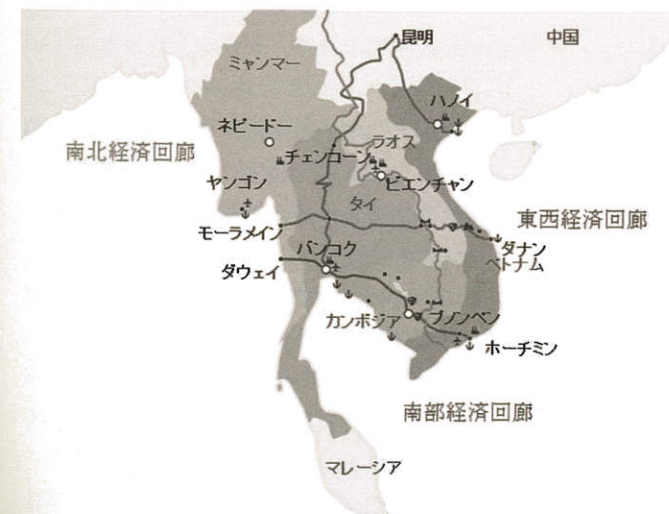 昆明
中国
ミャンマー
ハノイ
ネピードー
ラオス
南北経済回廊
チェンコーン
ビエンチャン
ヤンゴン
タイ
東西経済回廊
モーラメイン
ダナン
バンコク
ベトナム
ダウェイ
カンボジア
プノンペン
ホーチミン
南部経済回廊
マレーシア